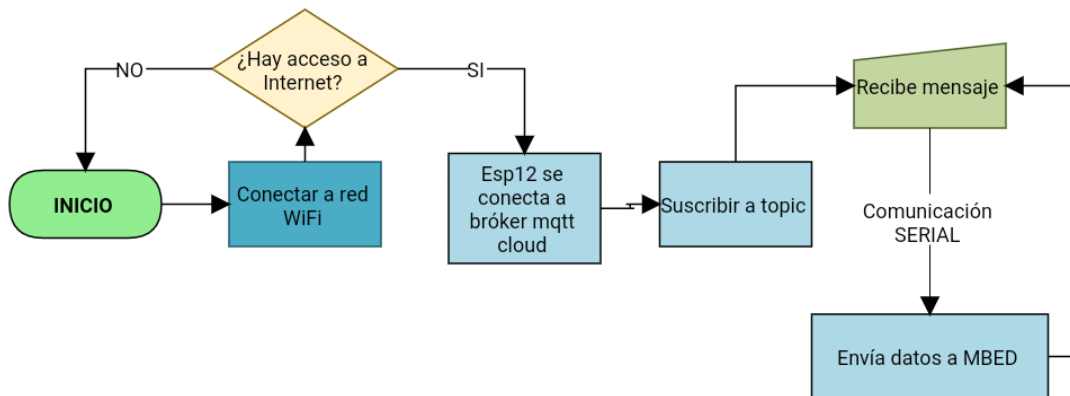 ¿Hay acceso a
Internet?
NO
SI
INICIO
Conectar a red
WiFi
Esp12 se
conecta a
bróker mqtt
cloud
Suscribir a topic
Recibe mensaje
Comunicación
SERIAL
Envía datos a MBED